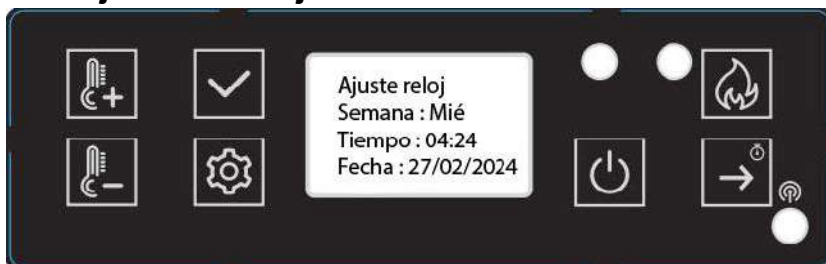 Ajuste reloj
Semana : Mié
Tiempo : 04:24
Fecha : 27/02/2024